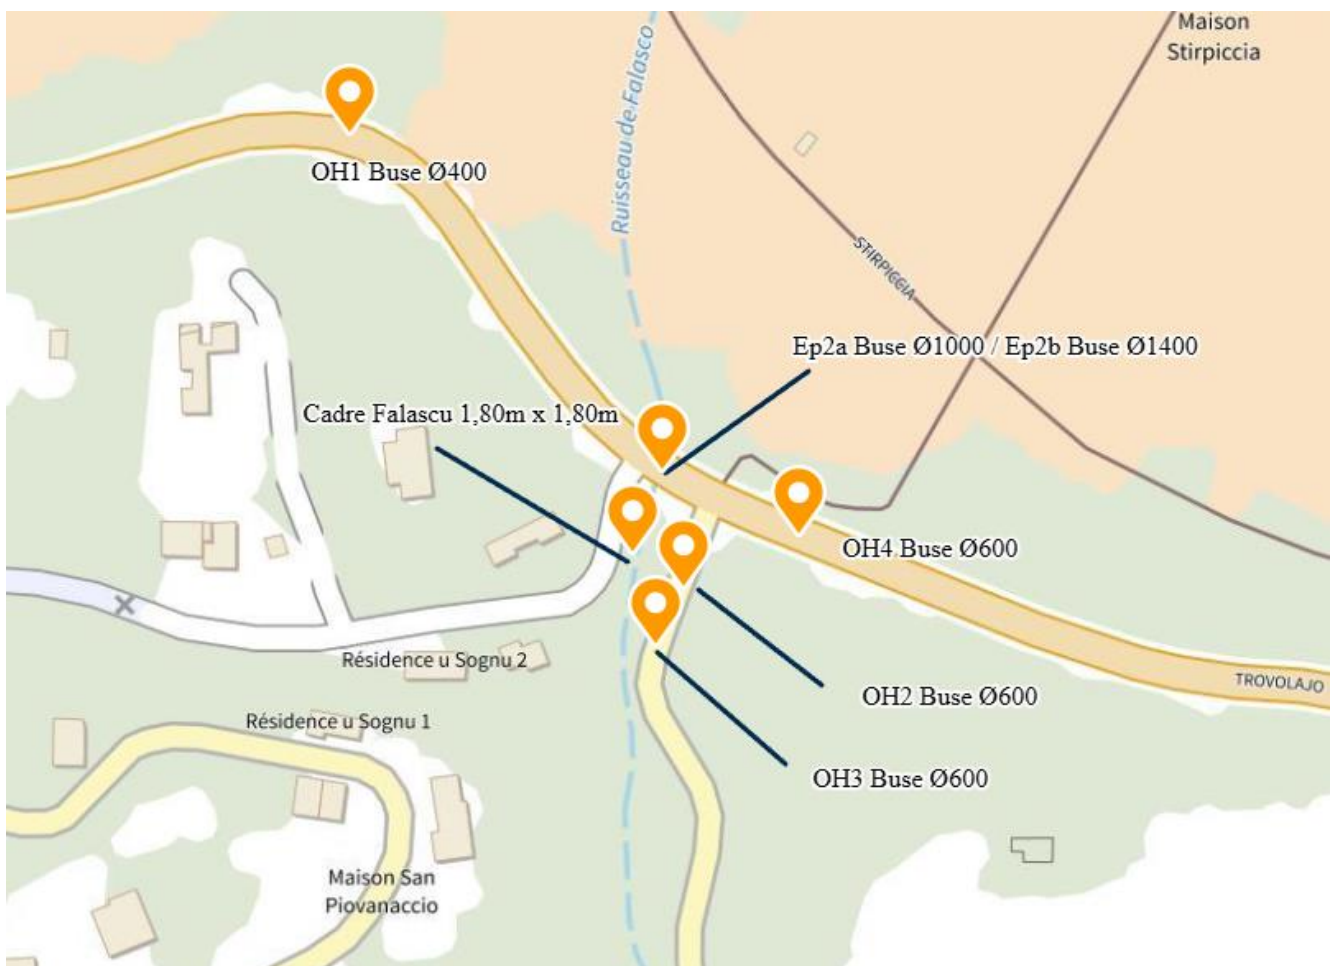 Maison
Stirpiccia
Ruisseau de Falasco
OH1 Buse Ø400
STIRPICCIA
Ep2a Buse Ø1000 / Ep2b Buse Ø1400
Cadre Falascu 1,80m x 1,80m
OH4 Buse Ø600
Résidence u Sognu 2
TROVOLAJO
OH2 Buse Ø600
Résidence u Sognu 1
OH3 Buse Ø600
Maison San
Piovanaccio